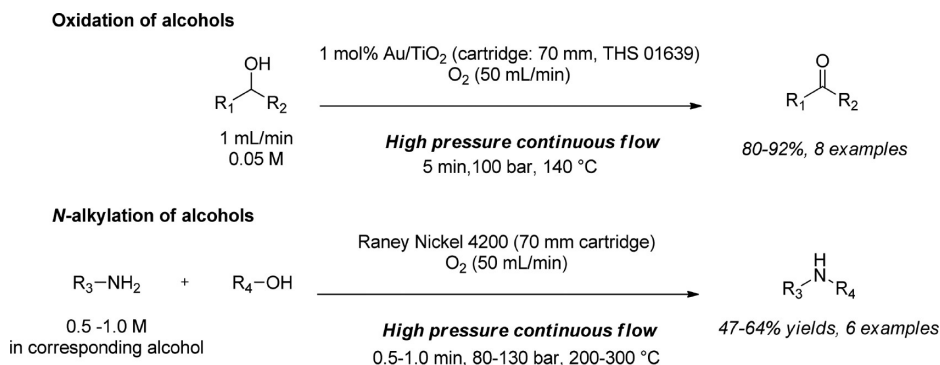 Oxidation of alcohols
OH
R1 R2
1 mL/min
0.05 M
1 mol% Au/TiO2 (cartridge: 70 mm, THS 01639)
O2 (50 mL/min)
High pressure continuous flow
5 min,100 bar, 140 °C
O
R1 R2
80-92%, 8 examples
N-alkylation of alcohols
R3−NH2 + R4−OH
0.5 -1.0 M
in corresponding alcohol
Raney Nickel 4200 (70 mm cartridge)
O2 (50 mL/min)
High pressure continuous flow
0.5-1.0 min, 80-130 bar, 200-300 °C
H
N
R3 R4
47-64% yields, 6 examples